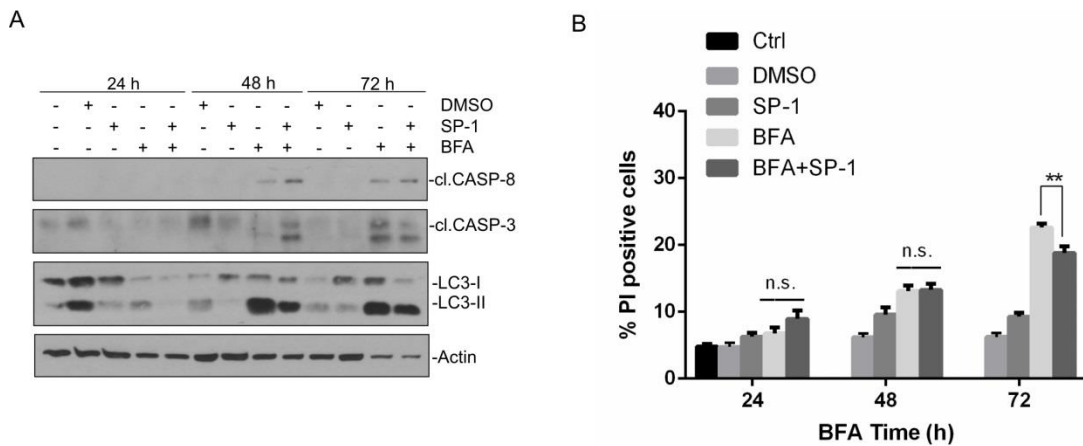 A
24 h 48 h 72 h
- + - - - + - - - + - - - DMSO
- - + - + - + - + - + - + SP-1
- - - + + - - + + - - + + BFA
-cl.CASP-8
-cl.CASP-3
-LC3-I
-LC3-II
-Actin
B
Ctrl
DMSO
SP-1
BFA
BFA+SP-1
% PI positive cells
40
30
20
10
0
n.s.
n.s.
**
24 48 72
BFA Time (h)